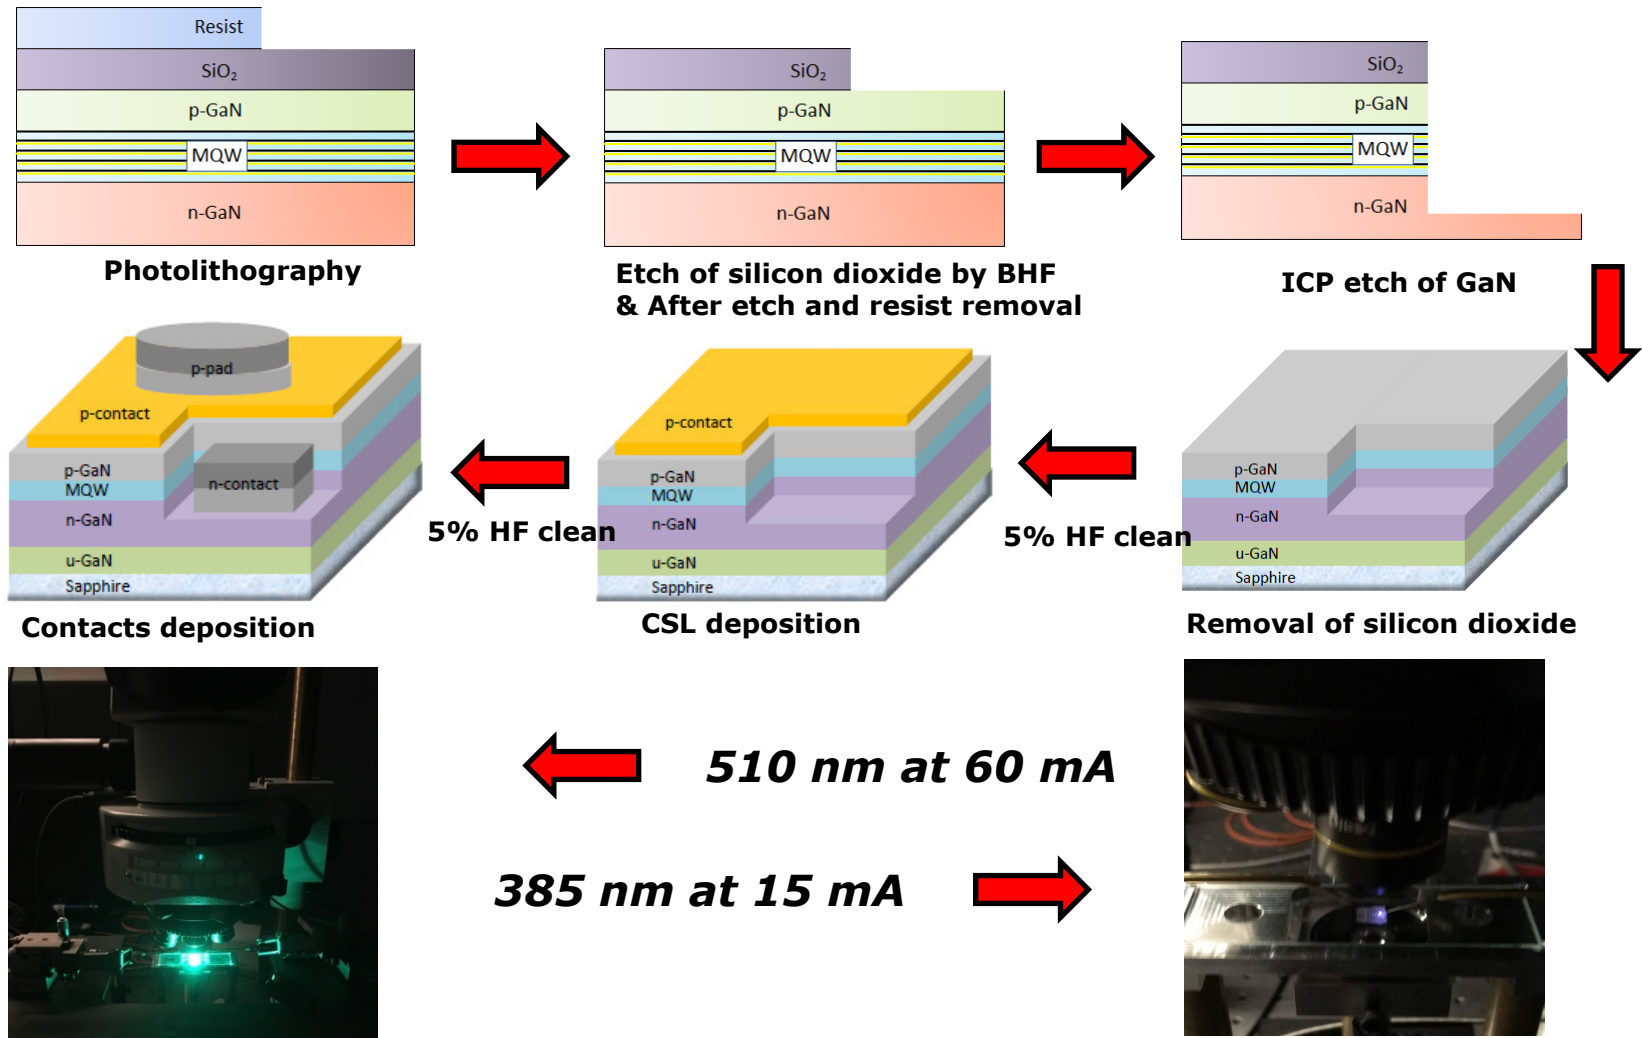 Resist
SiO₂
p-GaN
MQW
n-GaN
Photolithography
SiO₂
p-GaN
MQW
n-GaN
Etch of silicon dioxide by BHF
& After etch and resist removal
SiO₂
p-GaN
MQW
n-GaN
ICP etch of GaN
p-GaN
MQW
n-GaN
u-GaN
Sapphire
Removal of silicon dioxide
5% HF clean
p-contact
p-GaN
MQW
n-GaN
u-GaN
Sapphire
CSL deposition
5% HF clean
p-pad
p-contact
n-contact
p-GaN
MQW
n-GaN
u-GaN
Sapphire
Contacts deposition
510 nm at 60 mA
385 nm at 15 mA